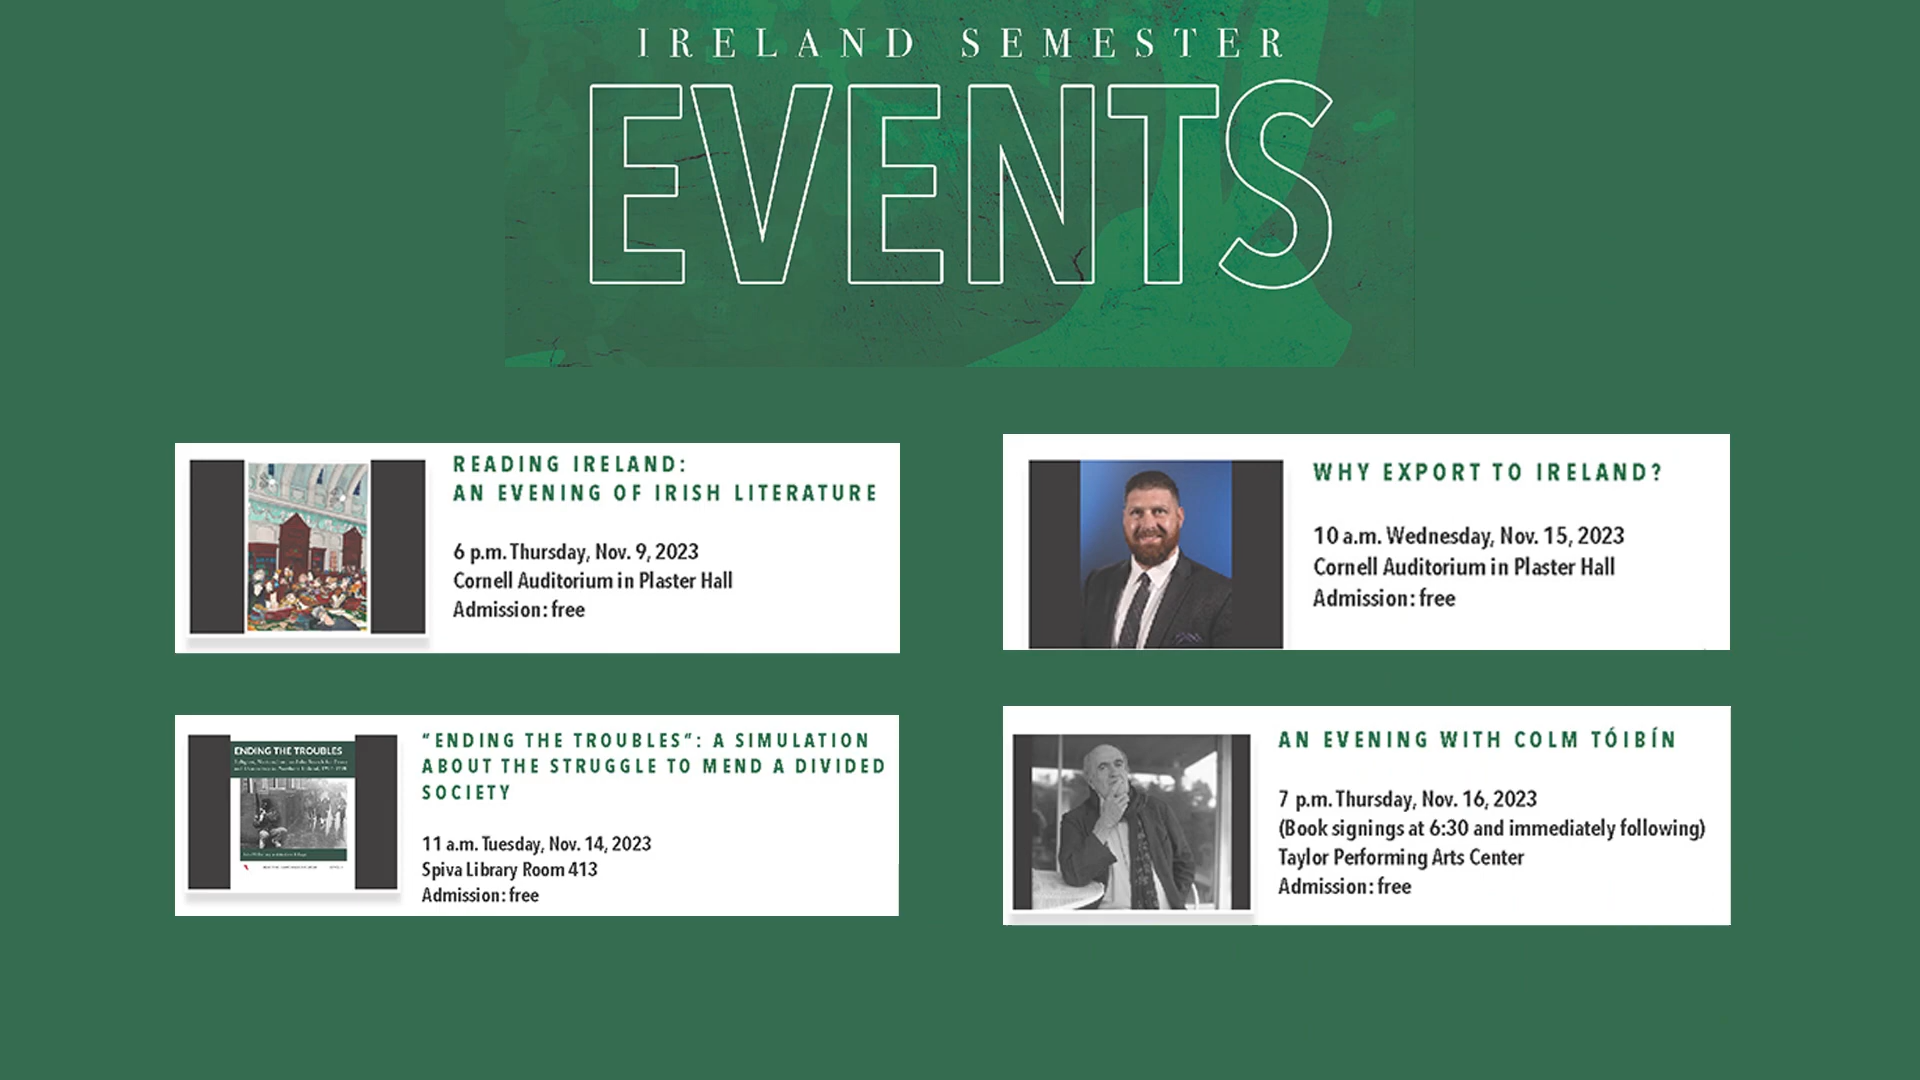 IRELAND SEMESTER
EVENTS
READING IRELAND:
AN EVENING OF IRISH LITERATURE
6 p.m. Thursday, Nov. 9, 2023
Cornell Auditorium in Plaster Hall
Admission: free
WHY EXPORT TO IRELAND?
10 a.m. Wednesday, Nov. 15, 2023
Cornell Auditorium in Plaster Hall
Admission: free
ENDING THE TROUBLES
"ENDING THE TROUBLES": A SIMULATION
ABOUT THE STRUGGLE TO MEND A DIVIDED
SOCIETY
11 a.m. Tuesday, Nov. 14, 2023
Spiva Library Room 413
Admission: free
AN EVENING WITH COLM TÓIBÍN
7 p.m. Thursday, Nov. 16, 2023
(Book signings at 6:30 and immediately following)
Taylor Performing Arts Center
Admission: free